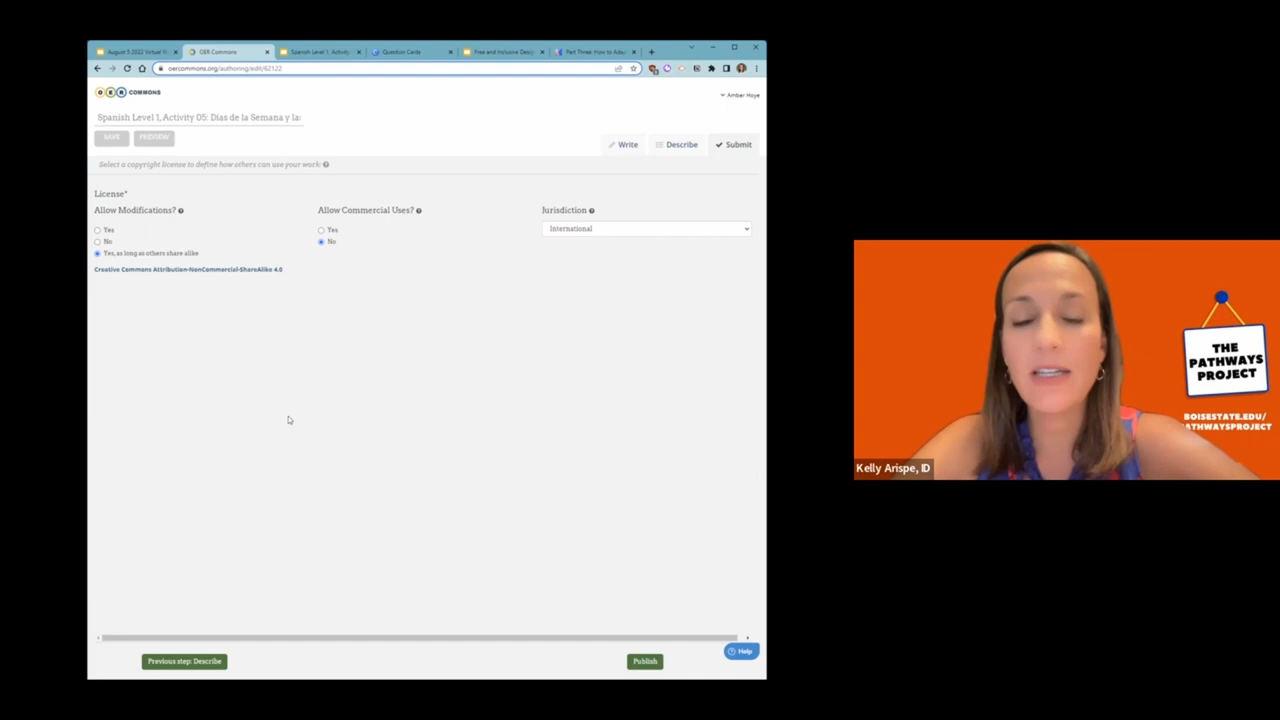 August 5 2022 Virtual W
OER Commons
Spanish Level 1, Activity
Question Cards
Free and Inclusive Desig
Part Three: How to Adap
oercommons.org/authoring/edit/62122
OER COMMONS
Amber Hoye
Spanish Level 1, Activity 05: Dias de la Semana y la
SAVE
PREVIEW
Write
Describe
Submit
Select a copyright license to define how others can use your work:
License*
Allow Modifications?
Allow Commercial Uses?
Jurisdiction
Yes
Yes
International
No
No
Yes, as long as others share alike
Creative Commons Attribution-NonCommercial-ShareAlike 4.0
THE
PATHWAYS
PROJECT
BOISESTATE.EDU/
PATHWAYSPROJECT
Kelly Arispe, ID
Previous step: Describe
Publish
Help